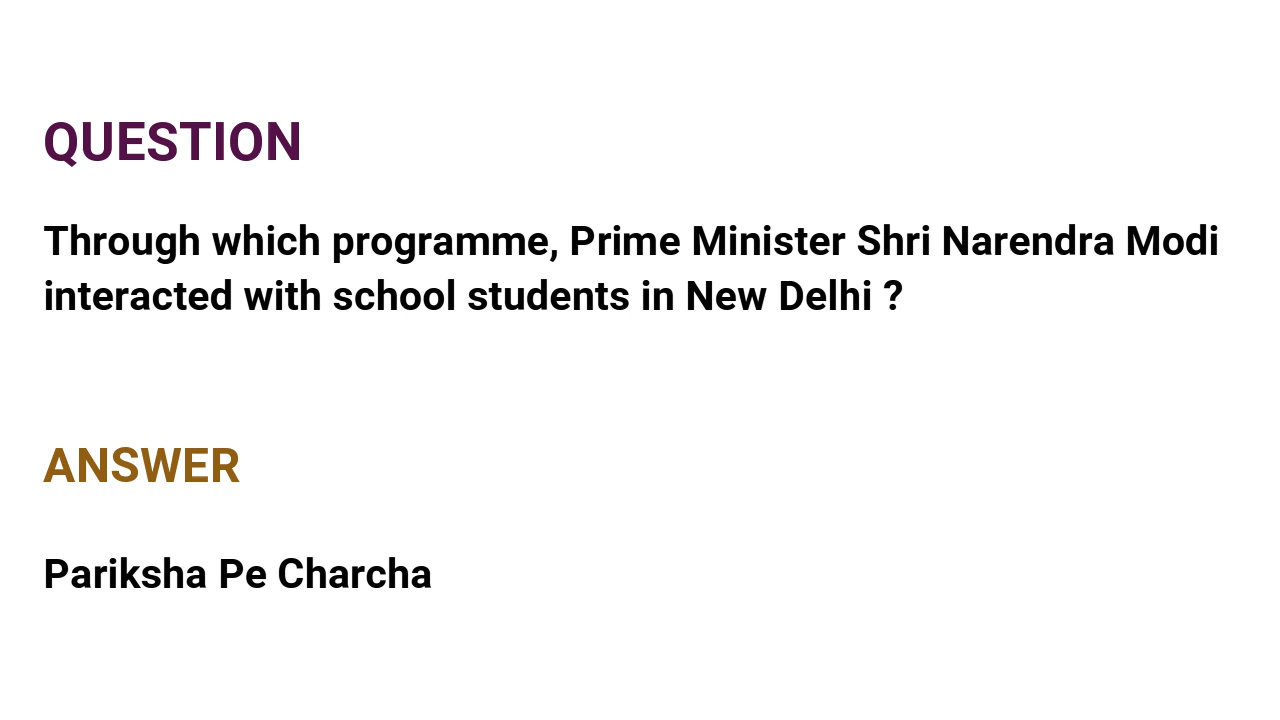 QUESTION
Through which programme, Prime Minister Shri Narendra Modi
interacted with school students in New Delhi ?
ANSWER
Pariksha Pe Charcha